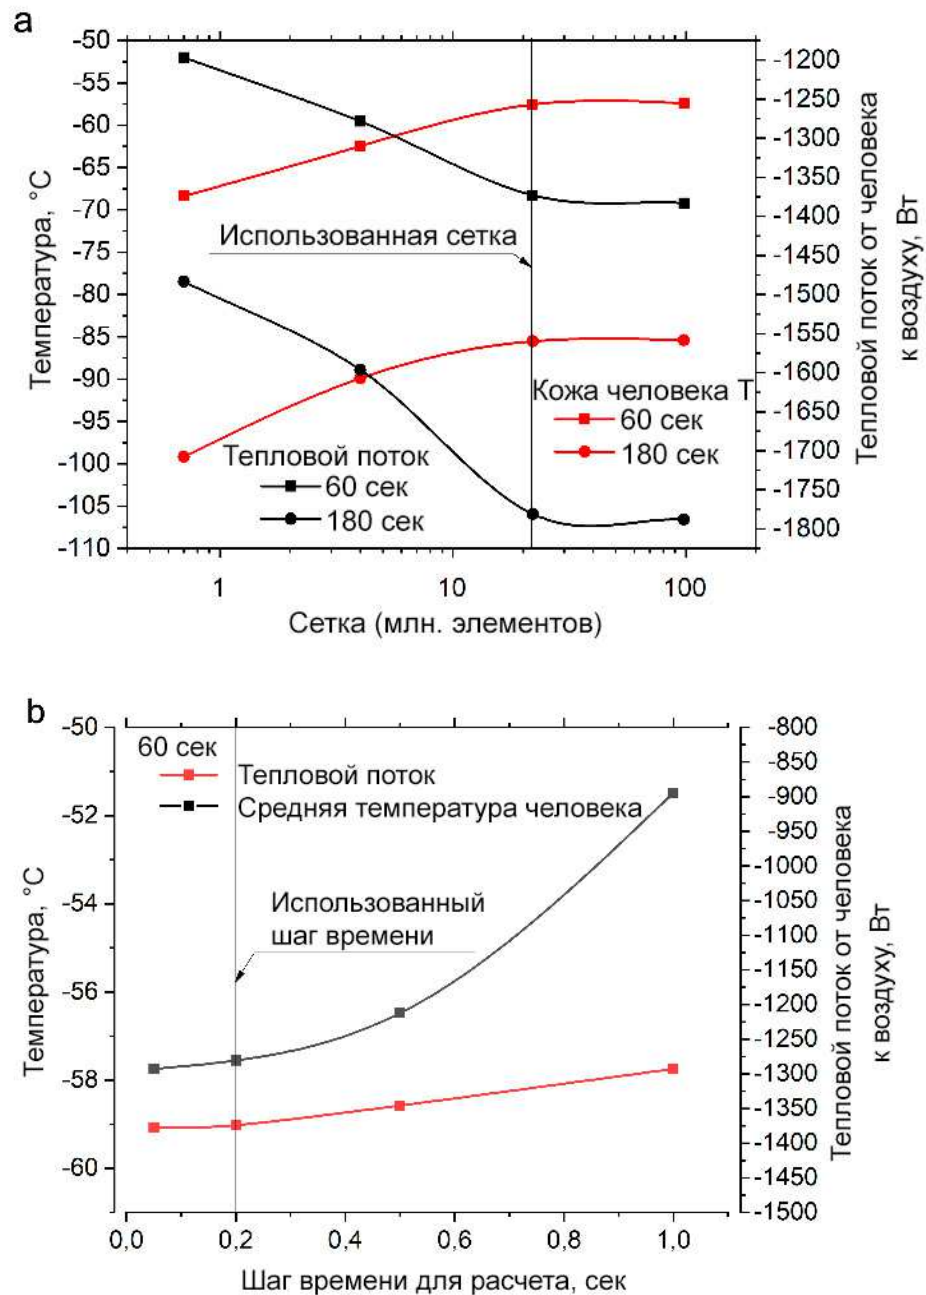 a
-50
-55
-60
-65
-70
-75
-80
-85
-90
-95
-100
-105
-110
Температура, °C
-1200
-1250
-1300
-1350
-1400
-1450
-1500
-1550
-1600
-1650
-1700
-1750
-1800
Тепловой поток от человека
к воздуху, Вт
Использованная сетка
Кожа человека T
60 сек
180 сек
Тепловой поток
60 сек
180 сек
1
10
100
Сетка (млн. элементов)
b
-50
-52
-54
-56
-58
-60
Температура, °C
60 сек
Тепловой поток
Средняя температура человека
Использованный
шаг времени
-800
-850
-900
-950
-1000
-1050
-1100
-1150
-1200
-1250
-1300
-1350
-1400
-1450
-1500
Тепловой поток от человека
к воздуху, Вт
0,0
0,2
0,4
0,6
0,8
1,0
Шаг времени для расчета, сек